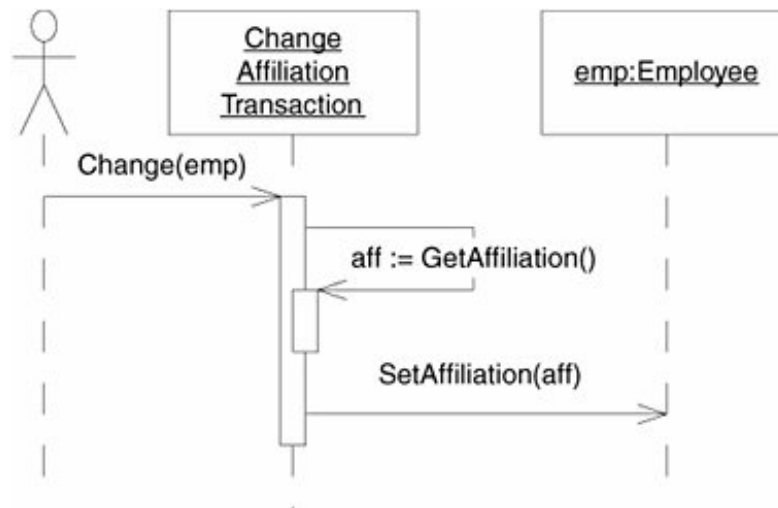 Change
Affiliation
Transaction
emp:Employee
Change(emp)
aff := GetAffiliation()
SetAffiliation(aff)